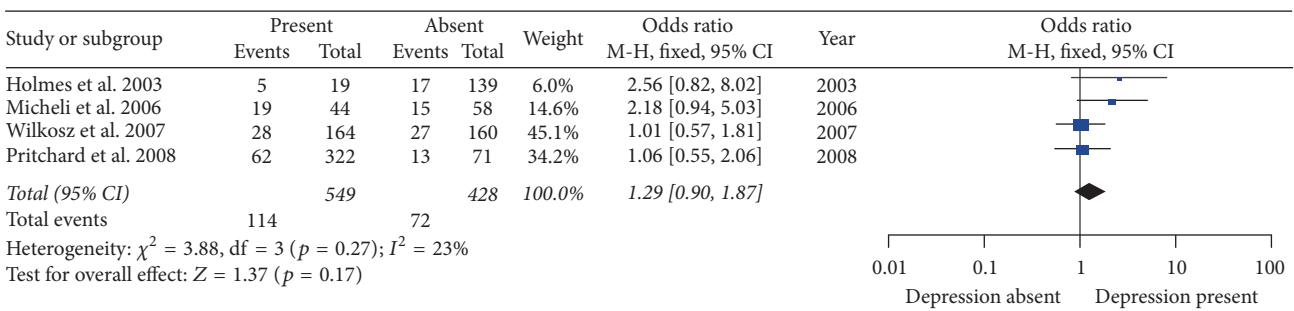 Study or subgroup Present Absent Weight Odds ratio Year Odds ratio
Events Total Events Total M-H, fixed, 95% CI M-H, fixed, 95% CI
Holmes et al. 2003 5 19 17 139 6.0% 2.56 [0.82, 8.02] 2003
Micheli et al. 2006 19 44 15 58 14.6% 2.18 [0.94, 5.03] 2006
Wilkosz et al. 2007 28 164 27 160 45.1% 1.01 [0.57, 1.81] 2007
Pritchard et al. 2008 62 322 13 71 34.2% 1.06 [0.55, 2.06] 2008
Total (95% CI) 549 428 100.0% 1.29 [0.90, 1.87]
Total events 114 72
Heterogeneity: χ² = 3.88, df = 3 (p = 0.27); I² = 23%
Test for overall effect: Z = 1.37 (p = 0.17)
0.01 0.1 1 10 100
Depression absent Depression present